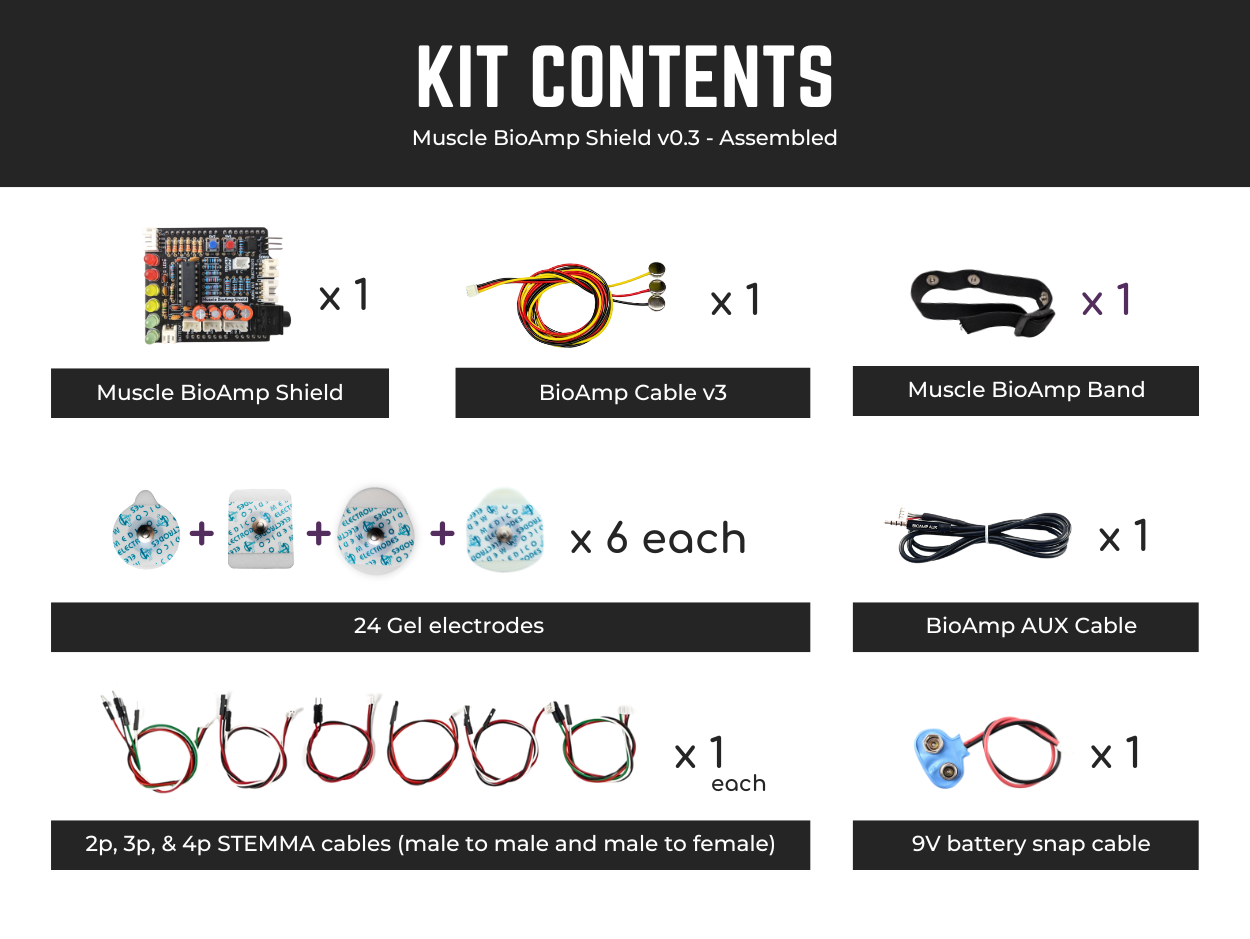 KIT CONTENTS
Muscle BioAmp Shield v0.3 - Assembled
x 1
x 1
x 1
Muscle BioAmp Shield
BioAmp Cable v3
Muscle BioAmp Band
+ + + x 6 each
BIOAMP AUX
x 1
24 Gel electrodes
BioAmp AUX Cable
x 1
each
x 1
2p, 3p, & 4p STEMMA cables (male to male and male to female)
9V battery snap cable